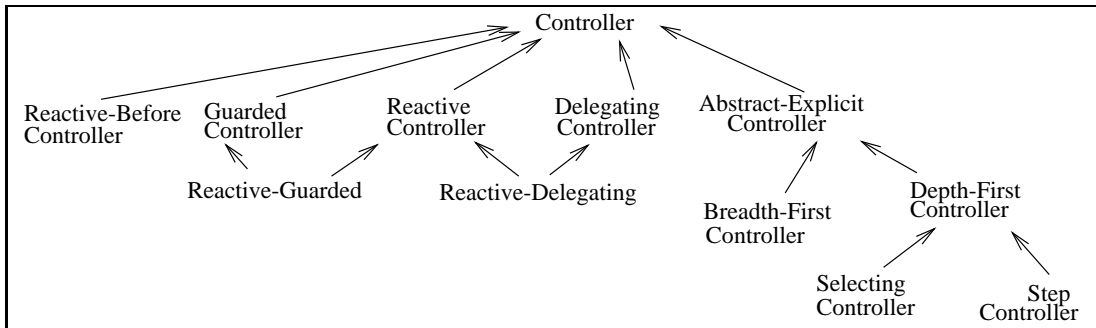 Controller
Reactive-Before
Controller
Guarded
Controller
Reactive
Controller
Delegating
Controller
Abstract-Explicit
Controller
Reactive-Guarded
Reactive-Delegating
Breadth-First
Controller
Depth-First
Controller
Selecting
Controller
Step
Controller